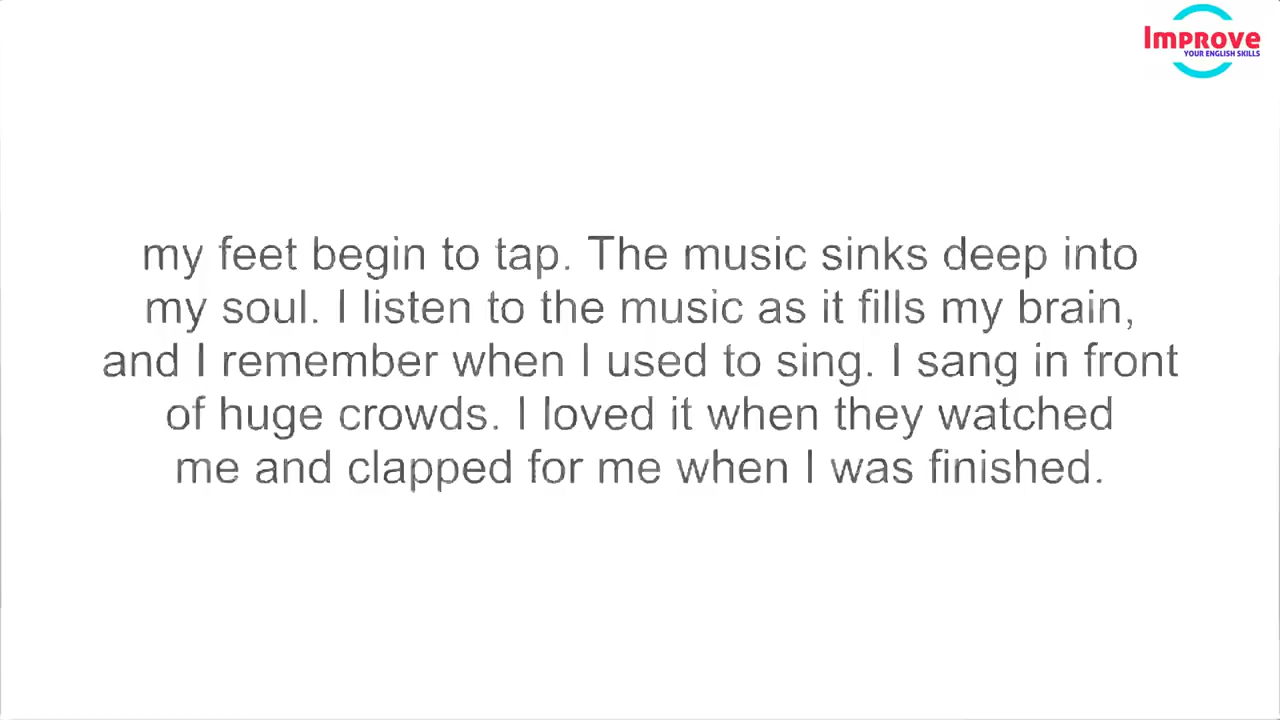 Improve
YOUR ENGLISH SKILLS
my feet begin to tap. The music sinks deep into
my soul. I listen to the music as it fills my brain,
and I remember when I used to sing. I sang in front
of huge crowds. I loved it when they watched
me and clapped for me when I was finished.